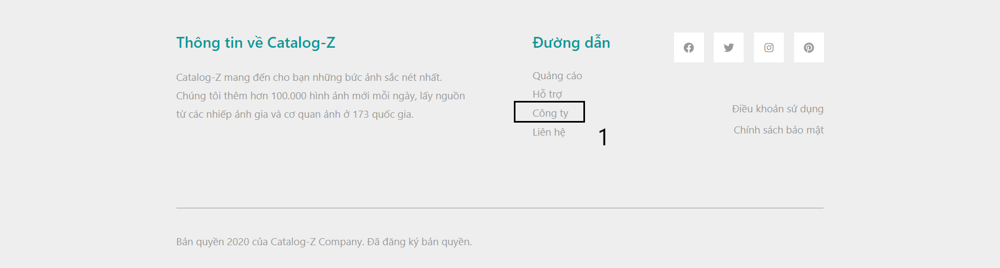 Thông tin về Catalog-Z
Catalog-Z mang đến cho bạn những bức ảnh sắc nét nhất.
Chúng tôi thêm hơn 100.000 hình ảnh mới mỗi ngày, lấy nguồn
từ các nhiếp ảnh gia và cơ quan ảnh ở 173 quốc gia.
Đường dẫn
Quảng cáo
Hỗ trợ
Công ty
Liên hệ
1
Điều khoản sử dụng
Chính sách bảo mật
Bản quyền 2020 của Catalog-Z Company. Đã đăng ký bản quyền.